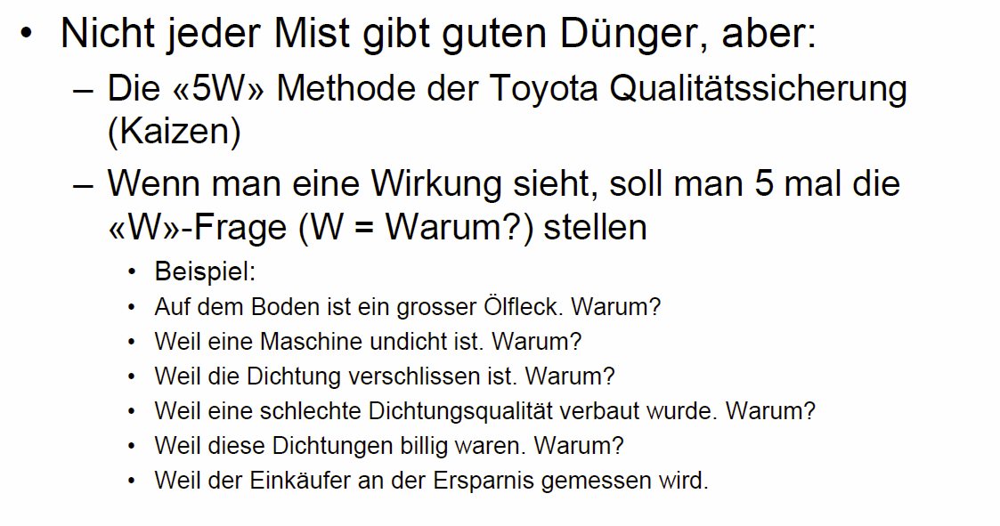 • Nicht jeder Mist gibt guten Dünger, aber:
– Die «5W» Methode der Toyota Qualitätssicherung
(Kaizen)
– Wenn man eine Wirkung sieht, soll man 5 mal die
«W»-Frage (W = Warum?) stellen
• Beispiel:
• Auf dem Boden ist ein grosser Ölfleck. Warum?
• Weil eine Maschine undicht ist. Warum?
• Weil die Dichtung verschlissen ist. Warum?
• Weil eine schlechte Dichtungsqualität verbaut wurde. Warum?
• Weil diese Dichtungen billig waren. Warum?
• Weil der Einkäufer an der Ersparnis gemessen wird.